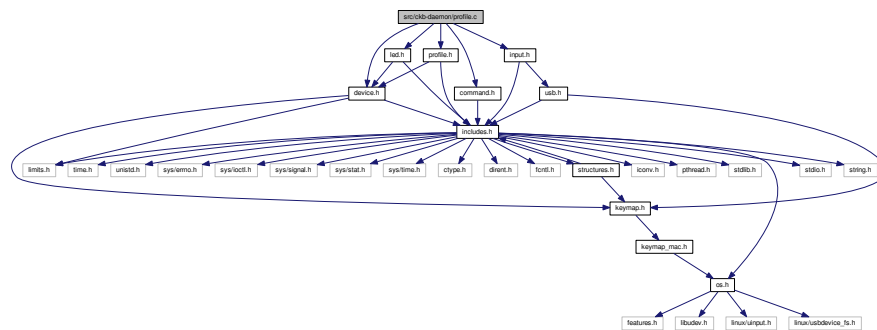 src/ckb-daemon/profile.c
led.h
profile.h
input.h
device.h
command.h
usb.h
includes.h
limits.h
time.h
unistd.h
sys/errno.h
sys/ioctl.h
sys/signal.h
sys/stat.h
sys/time.h
ctype.h
dirent.h
fcntl.h
structures.h
iconv.h
pthread.h
stdlib.h
stdio.h
string.h
keymap.h
keymap_mac.h
os.h
features.h
libudev.h
linux/uinput.h
linux/usbdevice_fs.h